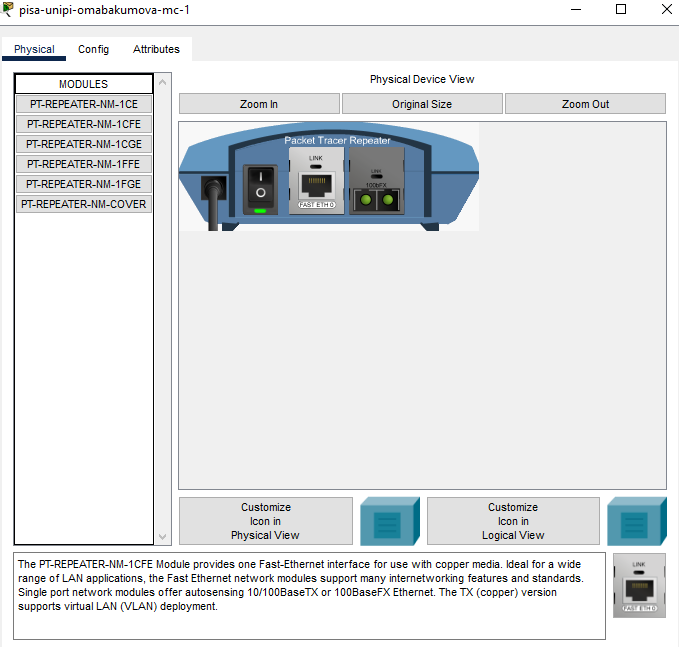 pisa-unipi-omabakumova-mc-1
Physical Config Attributes
MODULES
PT-REPEATER-NM-1CE
PT-REPEATER-NM-1CFE
PT-REPEATER-NM-1CGE
PT-REPEATER-NM-1FFE
PT-REPEATER-NM-1FGE
PT-REPEATER-NM-COVER
Physical Device View
Zoom In Original Size Zoom Out
Packet Tracer Repeater
LINK
FAST ETH 0
LINK
100bFX
Customize
Icon in
Physical View
Customize
Icon in
Logical View
The PT-REPEATER-NM-1CFE Module provides one Fast-Ethernet interface for use with copper media. Ideal for a wide
range of LAN applications, the Fast Ethernet network modules support many internetworking features and standards.
Single port network modules offer autosensing 10/100BaseTX or 100BaseFX Ethernet. The TX (copper) version
supports virtual LAN (VLAN) deployment.
LINK
FAST ETH 0